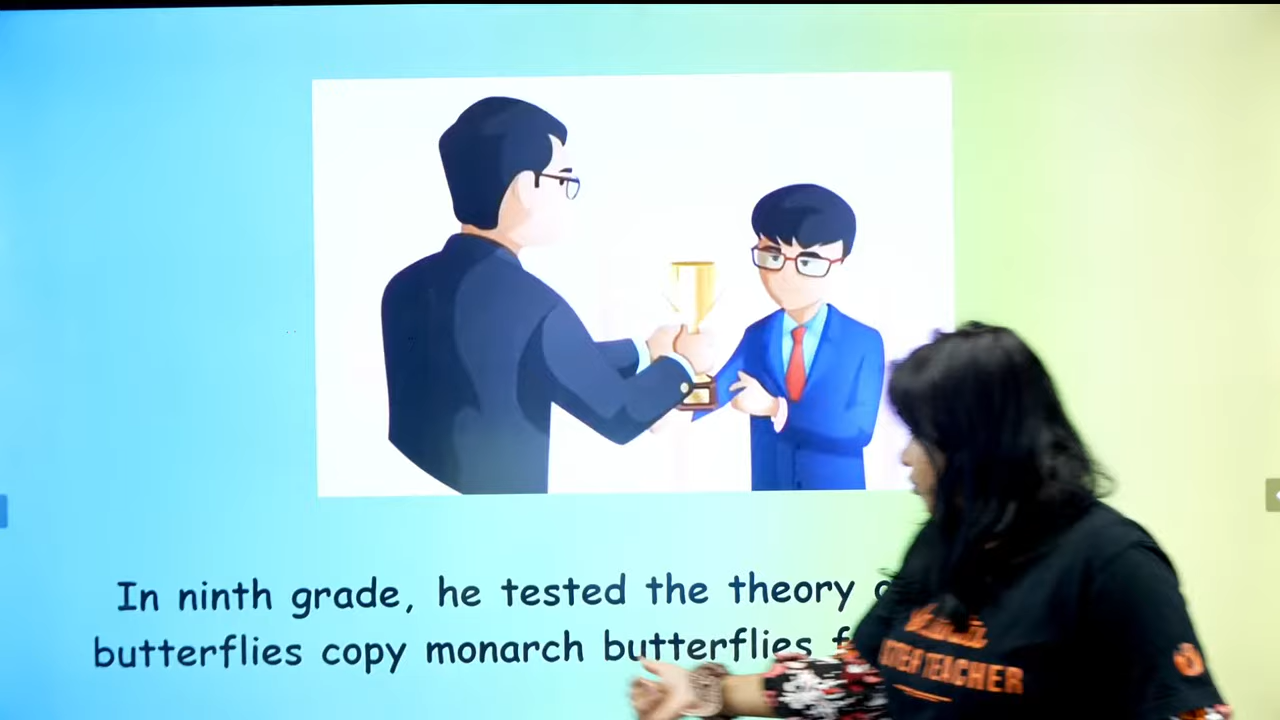 In ninth grade, he tested the theory
butterflies copy monarch butterflies
TEACHER